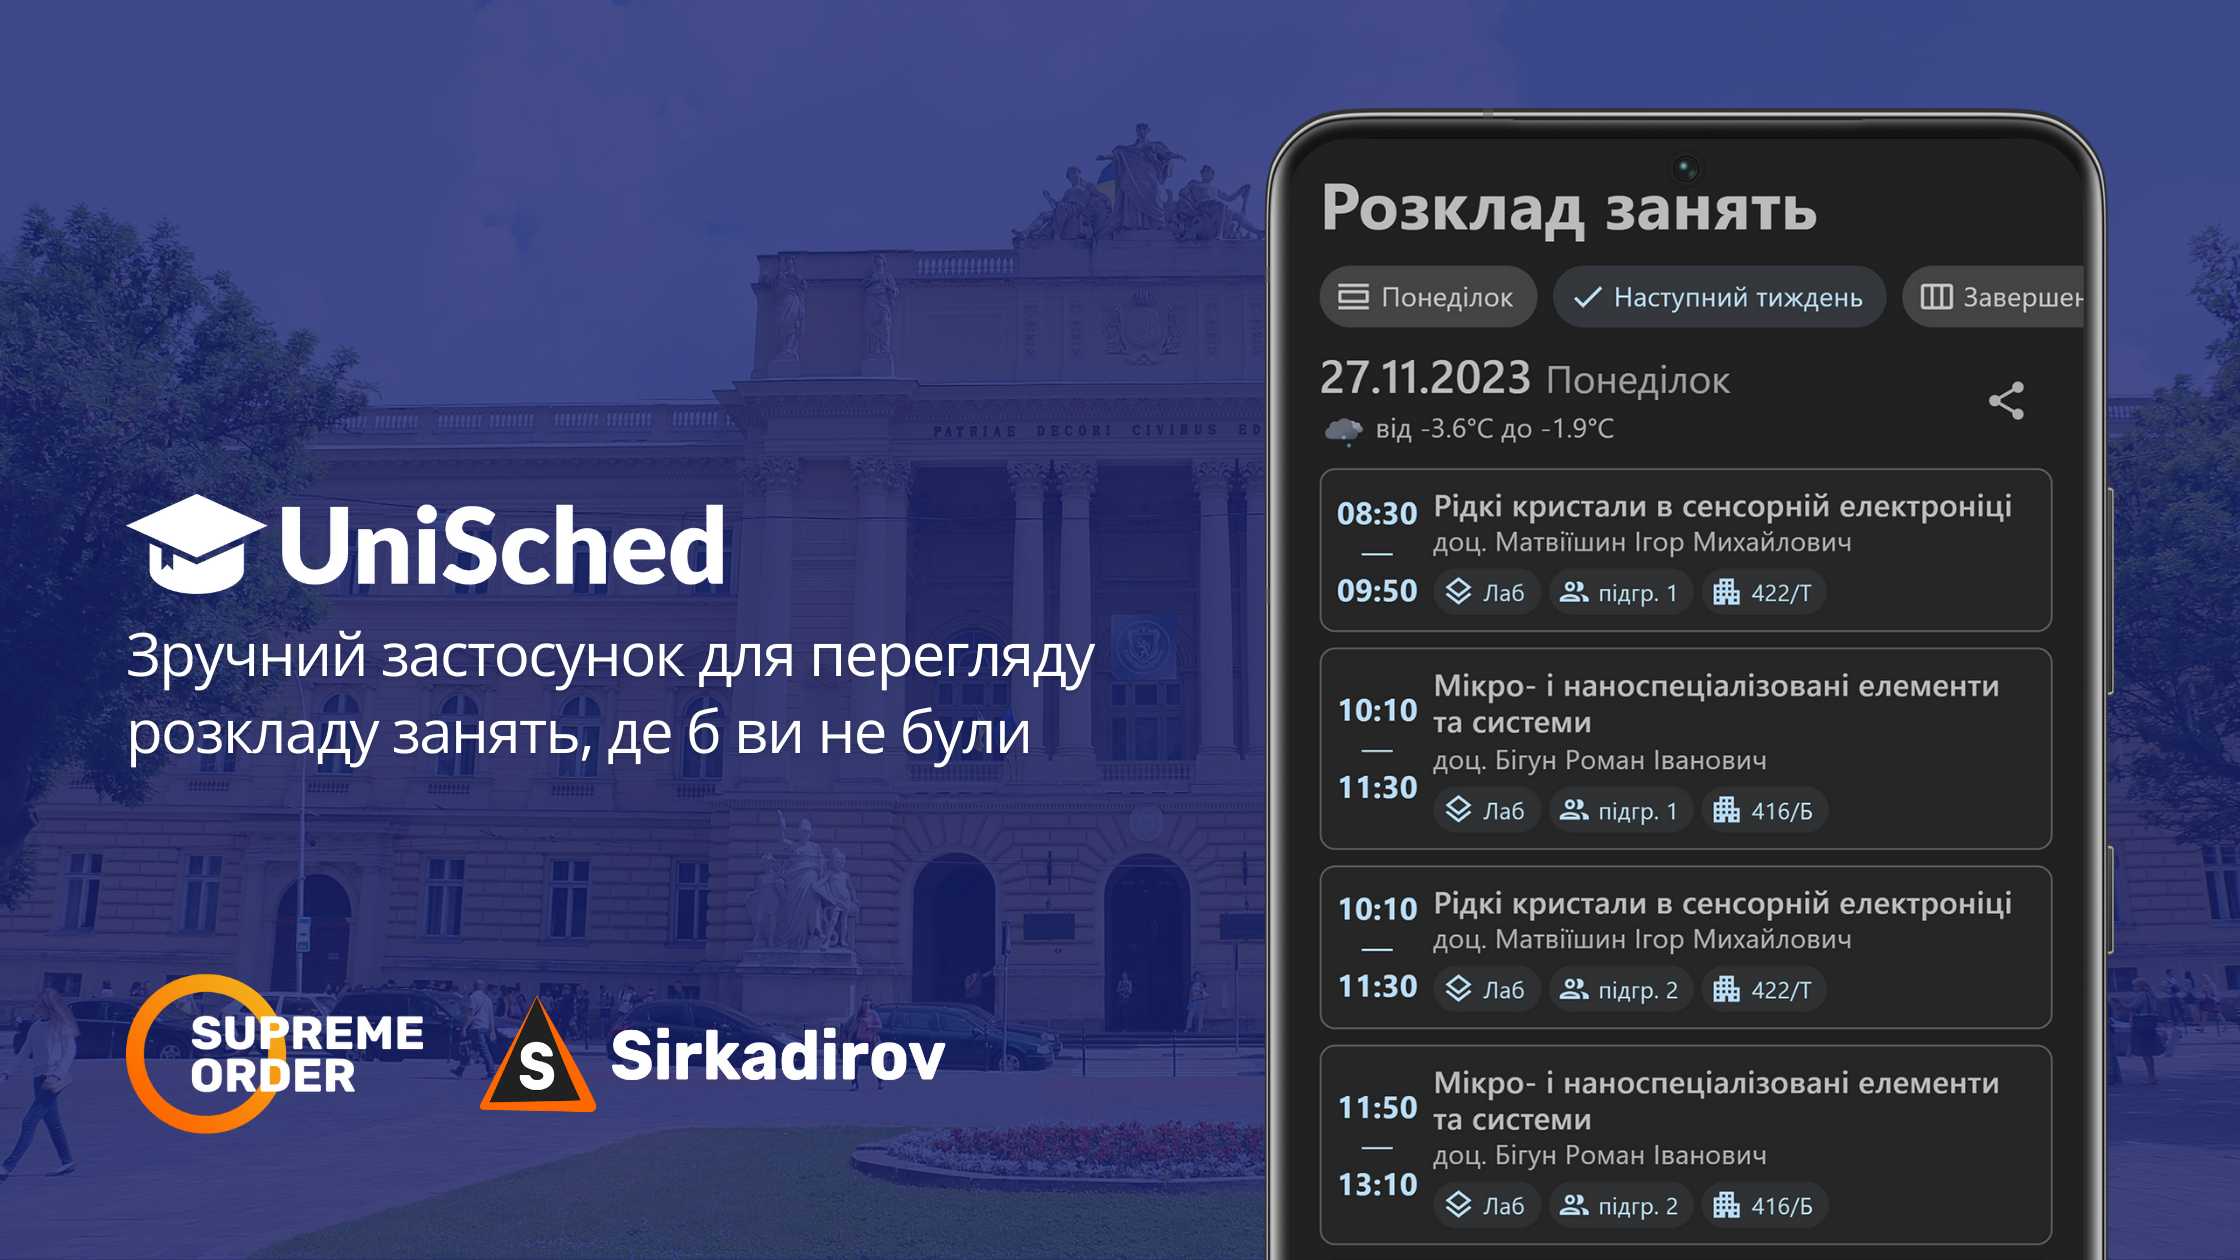 UniSched
Зручний застосунок для перегляду
розкладу занять, де б ви не були
SUPREME
ORDER
S
Sirkadirov
PATRIAE DECORI CIVIBUS ED
Розклад занять
Понеділок
Наступний тиждень
Завершен
27.11.2023 Понеділок
від -3.6°C до -1.9°C
08:30
—
09:50
Рідкі кристали в сенсорній електроніці
доц. Матвіїшин Ігор Михайлович
Лаб підгр. 1 422/Т
10:10
—
11:30
Мікро- і наноспеціалізовані елементи
та системи
доц. Бігун Роман Іванович
Лаб підгр. 1 416/Б
10:10
—
11:30
Рідкі кристали в сенсорній електроніці
доц. Матвіїшин Ігор Михайлович
Лаб підгр. 2 422/Т
11:50
—
13:10
Мікро- і наноспеціалізовані елементи
та системи
доц. Бігун Роман Іванович
Лаб підгр. 2 416/Б